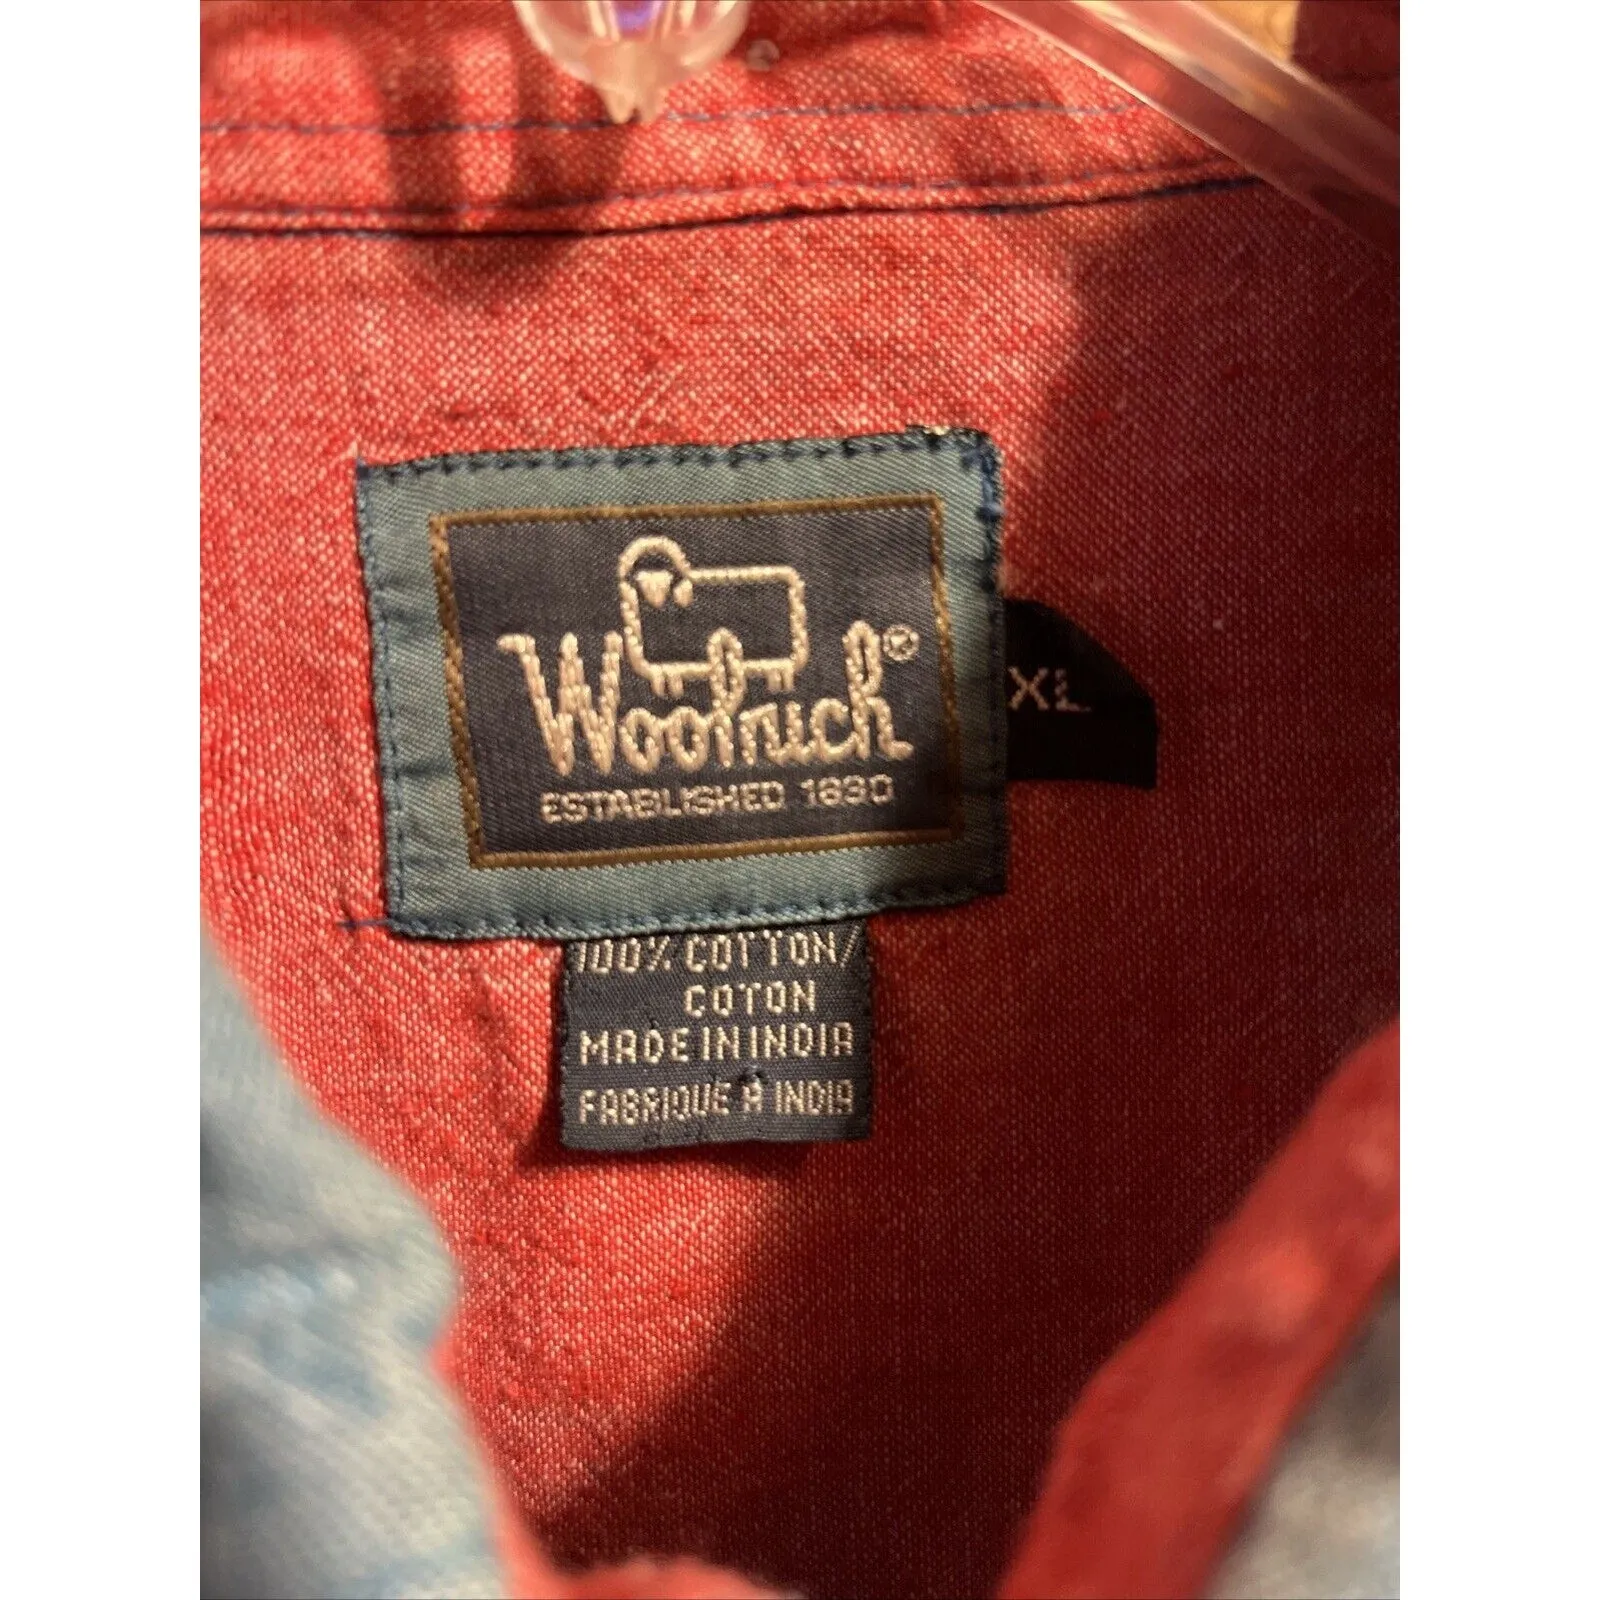 Woolrich®
ESTABLISHED 1830
XL
100% COTTON/
COTON
MADE IN INDIA
FABRIQUE A INDIA